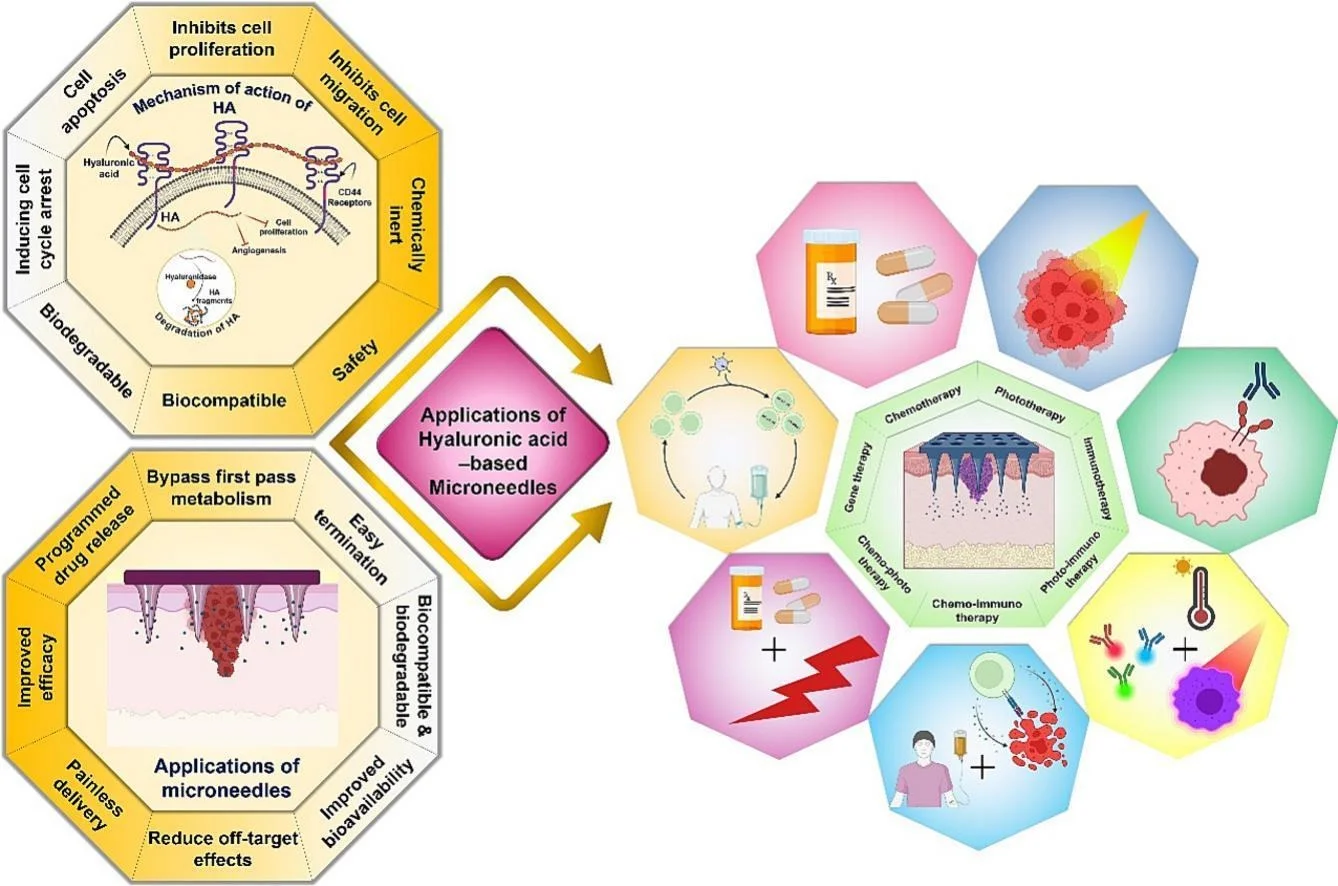 Inhibits cell
proliferation
Inhibits cell
migration
Chemically
inert
Safety
Biocompatible
Biodegradable
Inducing cell
cycle arrest
Cell
apoptosis
Mechanism of action of
HA
Hyaluronic
acid
CD44
Receptors
HA
Cell
proliferation
Angiogenesis
Hyaluronidase
HA
fragments
Degradation of HA
Bypass first pass
metabolism
Easy
termination
Biocompatible &
biodegradable
Improved
bioavailability
Reduce off-target
effects
Painless
delivery
Improved
efficacy
Programmed
drug release
Applications of
microneedles
Applications of
Hyaluronic acid
–based
Microneedles
Rx
Chemotherapy
Phototherapy
Immunotherapy
Photo-immuno
therapy
Chemo-immuno
therapy
Chemo-photo
therapy
Gene therapy
Rx
+
+
+